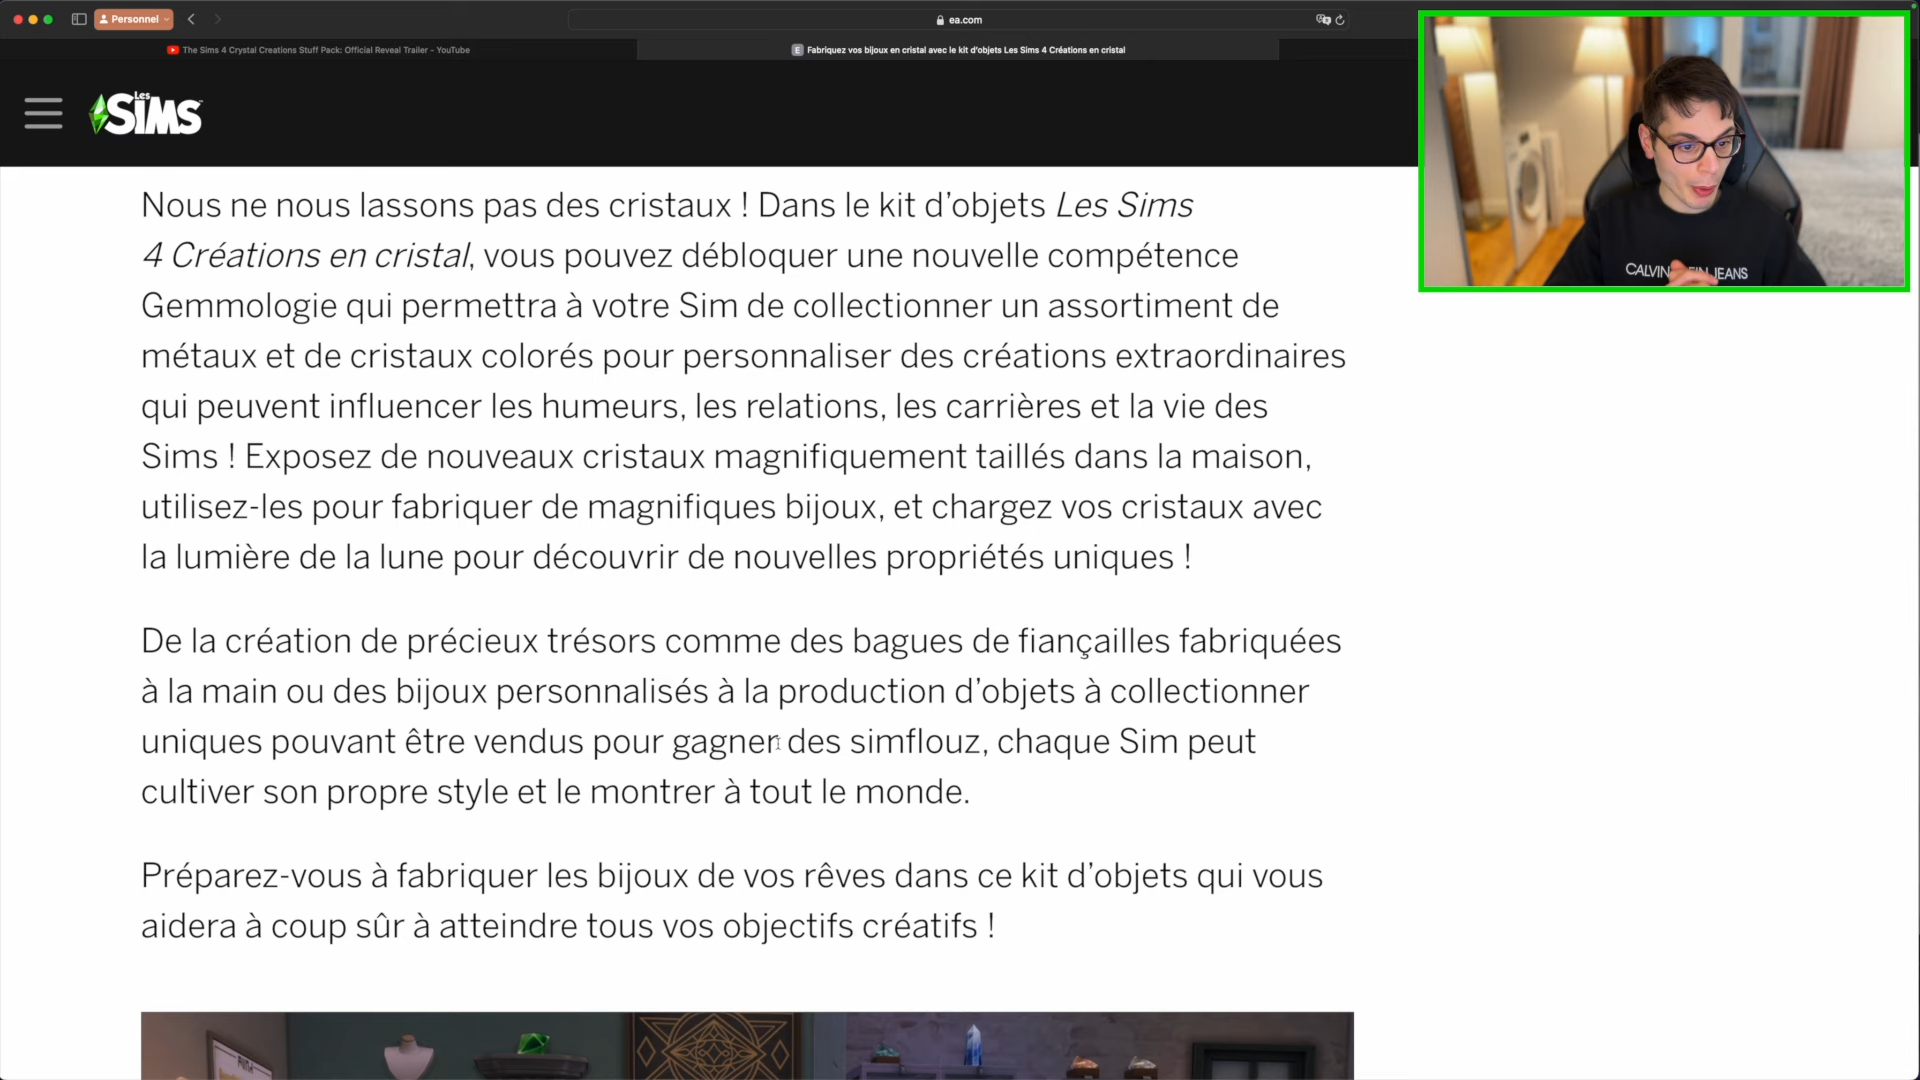 Personnel
ea.com
The Sims 4 Crystal Creations Stuff Pack: Official Reveal Trailer - YouTube
E Fabriquez vos bijoux en cristal avec le kit d'objets Les Sims 4 Créations en cristal
Les
SIMS
CALVIN KLEIN JEANS
Nous ne nous lassons pas des cristaux ! Dans le kit d’objets Les Sims
4 Créations en cristal, vous pouvez débloquer une nouvelle compétence
Gemmologie qui permettra à votre Sim de collectionner un assortiment de
métaux et de cristaux colorés pour personnaliser des créations extraordinaires
qui peuvent influencer les humeurs, les relations, les carrières et la vie des
Sims ! Exposez de nouveaux cristaux magnifiquement taillés dans la maison,
utilisez-les pour fabriquer de magnifiques bijoux, et chargez vos cristaux avec
la lumière de la lune pour découvrir de nouvelles propriétés uniques !
De la création de précieux trésors comme des bagues de fiançailles fabriquées
à la main ou des bijoux personnalisés à la production d’objets à collectionner
uniques pouvant être vendus pour gagner des simflouz, chaque Sim peut
cultiver son propre style et le montrer à tout le monde.
Préparez-vous à fabriquer les bijoux de vos rêves dans ce kit d’objets qui vous
aidera à coup sûr à atteindre tous vos objectifs créatifs !